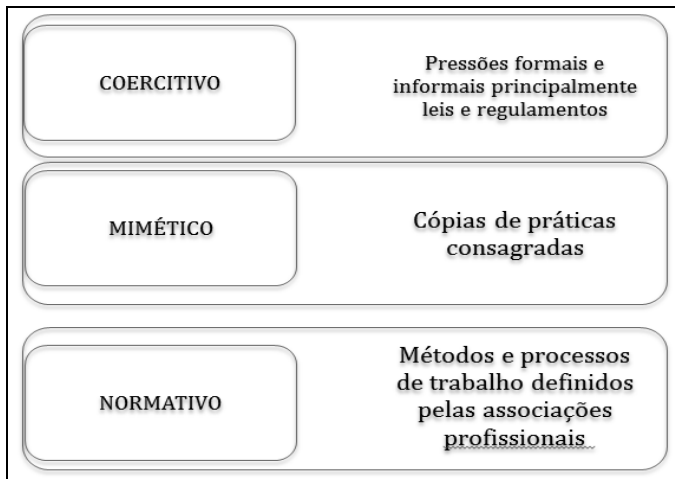 COERCITIVO
Pressões formais e
informais principalmente
leis e regulamentos
MIMÉTICO
Cópias de práticas
consagradas
NORMATIVO
Métodos e processos
de trabalho definidos
pelas associações
profissionais